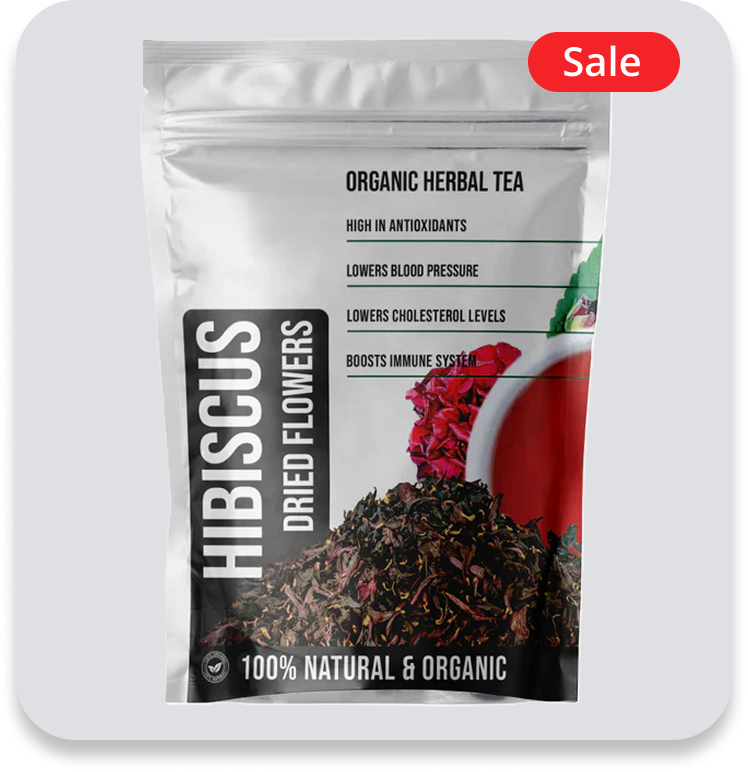 Sale
ORGANIC HERBAL TEA
HIGH IN ANTIOXIDANTS
LOWERS BLOOD PRESSURE
LOWERS CHOLESTEROL LEVELS
BOOSTS IMMUNE SYSTEM
HIBISCUS
DRIED FLOWERS
100% NATURAL & ORGANIC